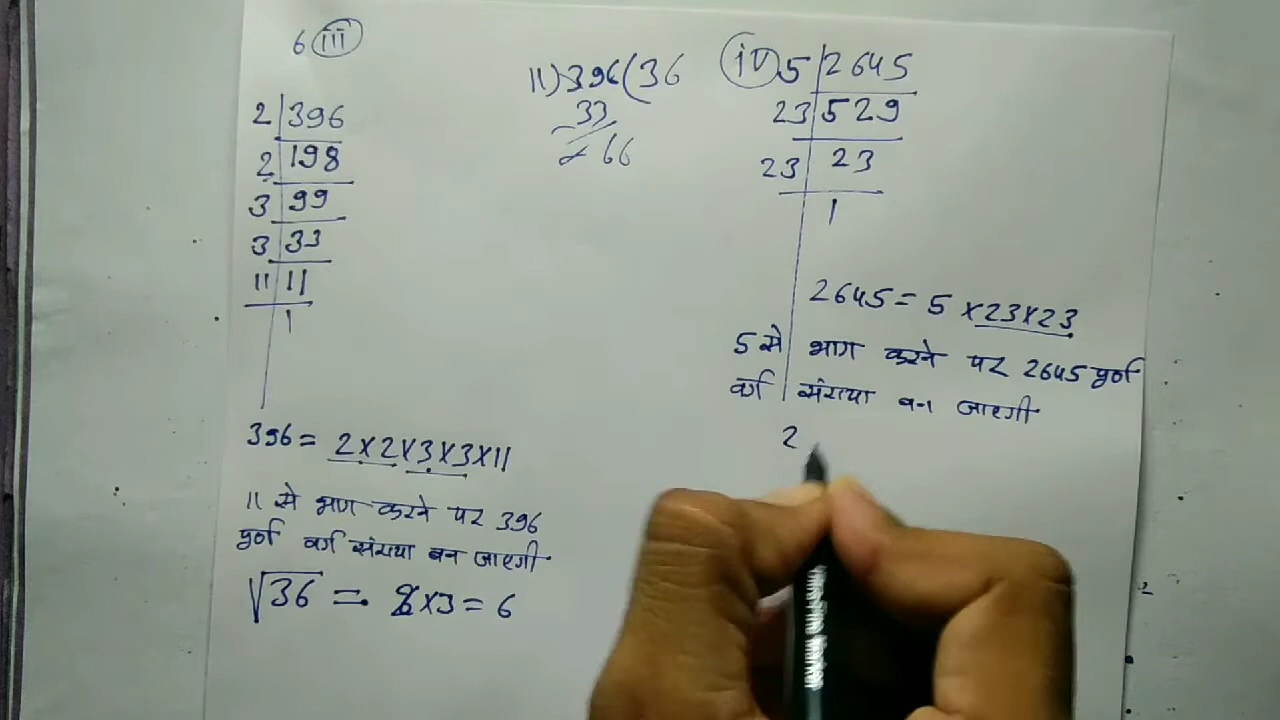 6 (iii)
2 | 396
2 | 198
3 | 99
3 | 33
11 | 11
1
396 = 2×2×3×3×11
11 से भाग करने पर 396
पुर्ण वर्ग संख्या बन जाएगी
√36 = 2×3 = 6
11)396(36
33
×66
(iv) 5 | 2645
23 | 529
23 | 23
1
2645 = 5×23×23
5 से भाग करने पर 2645 पुर्ण
वर्ग संख्या बन जाएगी
2